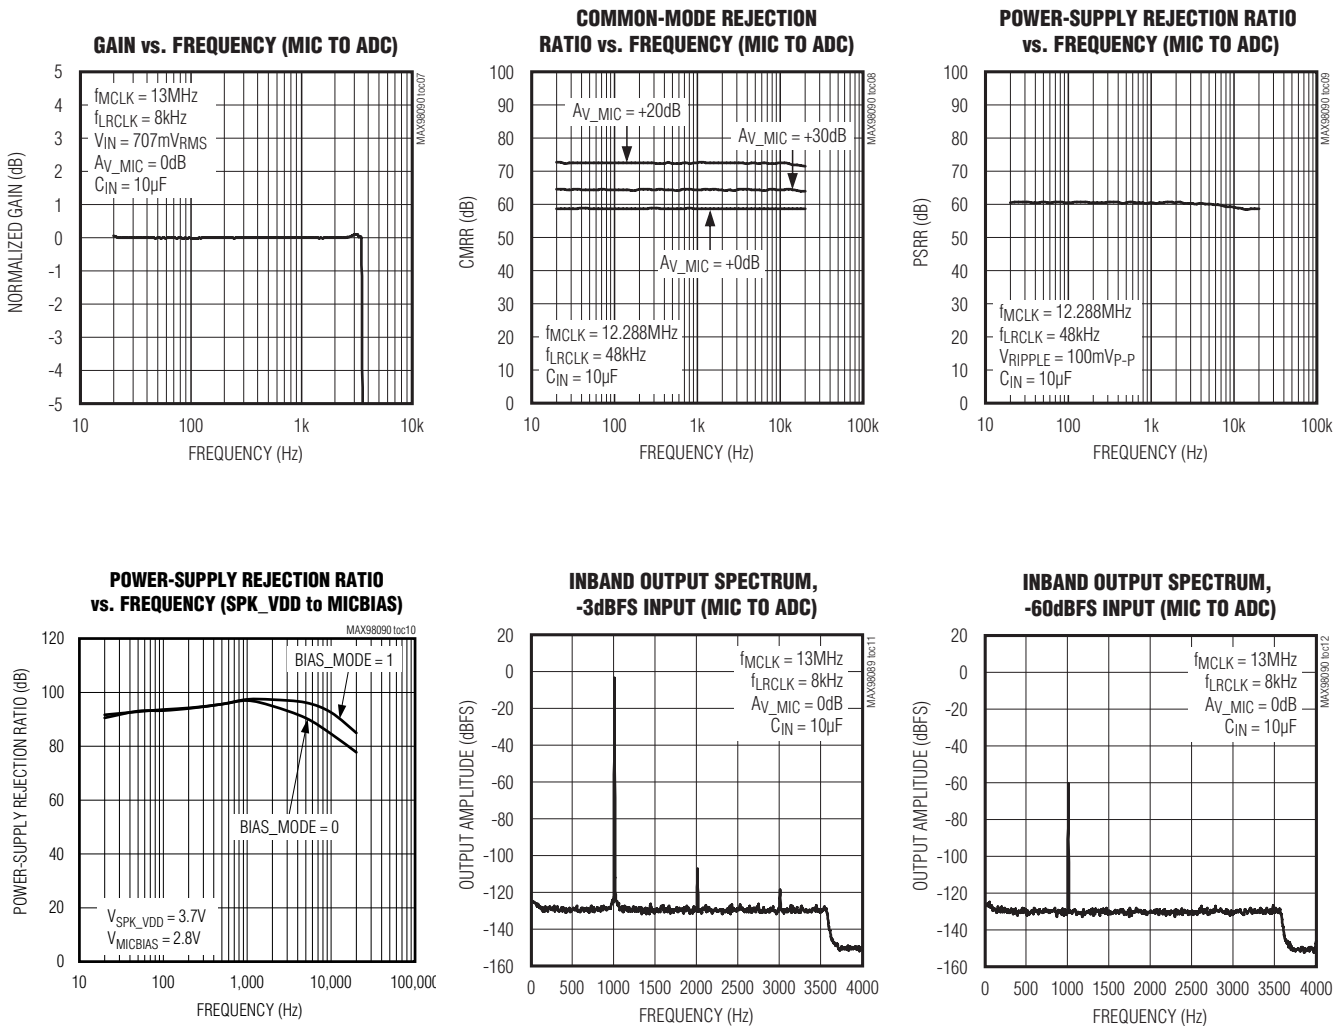 GAIN vs. FREQUENCY (MIC TO ADC)
MAX98090 toc07
fMCLK = 13MHz
fLRCLK = 8kHz
VIN = 707mVRMS
AV_MIC = 0dB
CIN = 10µF
NORMALIZED GAIN (dB)
5
4
3
2
1
0
-1
-2
-3
-4
-5
10
100
1k
10k
FREQUENCY (Hz)
COMMON-MODE REJECTION
RATIO vs. FREQUENCY (MIC TO ADC)
MAX98090 toc08
AV_MIC = +20dB
AV_MIC = +30dB
AV_MIC = +0dB
fMCLK = 12.288MHz
fLRCLK = 48kHz
CIN = 10µF
CMRR (dB)
100
90
80
70
60
50
40
30
20
10
0
10
100
1k
10k
100k
FREQUENCY (Hz)
POWER-SUPPLY REJECTION RATIO
vs. FREQUENCY (MIC TO ADC)
MAX98090 toc09
fMCLK = 12.288MHz
fLRCLK = 48kHz
VRIPPLE = 100mVP-P
CIN = 10µF
PSRR (dB)
100
90
80
70
60
50
40
30
20
10
0
10
100
1k
10k
100k
FREQUENCY (Hz)
POWER-SUPPLY REJECTION RATIO
vs. FREQUENCY (SPK_VDD to MICBIAS)
MAX98090 toc10
BIAS_MODE = 1
BIAS_MODE = 0
VSPK_VDD = 3.7V
VMICBIAS = 2.8V
POWER-SUPPLY REJECTION RATIO (dB)
120
100
80
60
40
20
0
10
100
1,000
10,000
100,00
FREQUENCY (Hz)
INBAND OUTPUT SPECTRUM,
-3dBFS INPUT (MIC TO ADC)
MAX98089 toc11
fMCLK = 13MHz
fLRCLK = 8kHz
AV_MIC = 0dB
CIN = 10µF
OUTPUT AMPLITUDE (dBFS)
20
0
-20
-40
-60
-80
-100
-120
-140
-160
0
500
1000
1500
2000
2500
3000
3500
4000
FREQUENCY (Hz)
INBAND OUTPUT SPECTRUM,
-60dBFS INPUT (MIC TO ADC)
MAX98090 toc12
fMCLK = 13MHz
fLRCLK = 8kHz
AV_MIC = 0dB
CIN = 10µF
OUTPUT AMPLITUDE (dBFS)
20
0
-20
-40
-60
-80
-100
-120
-140
-160
0
500
1000
1500
2000
2500
3000
3500
4000
FREQUENCY (Hz)